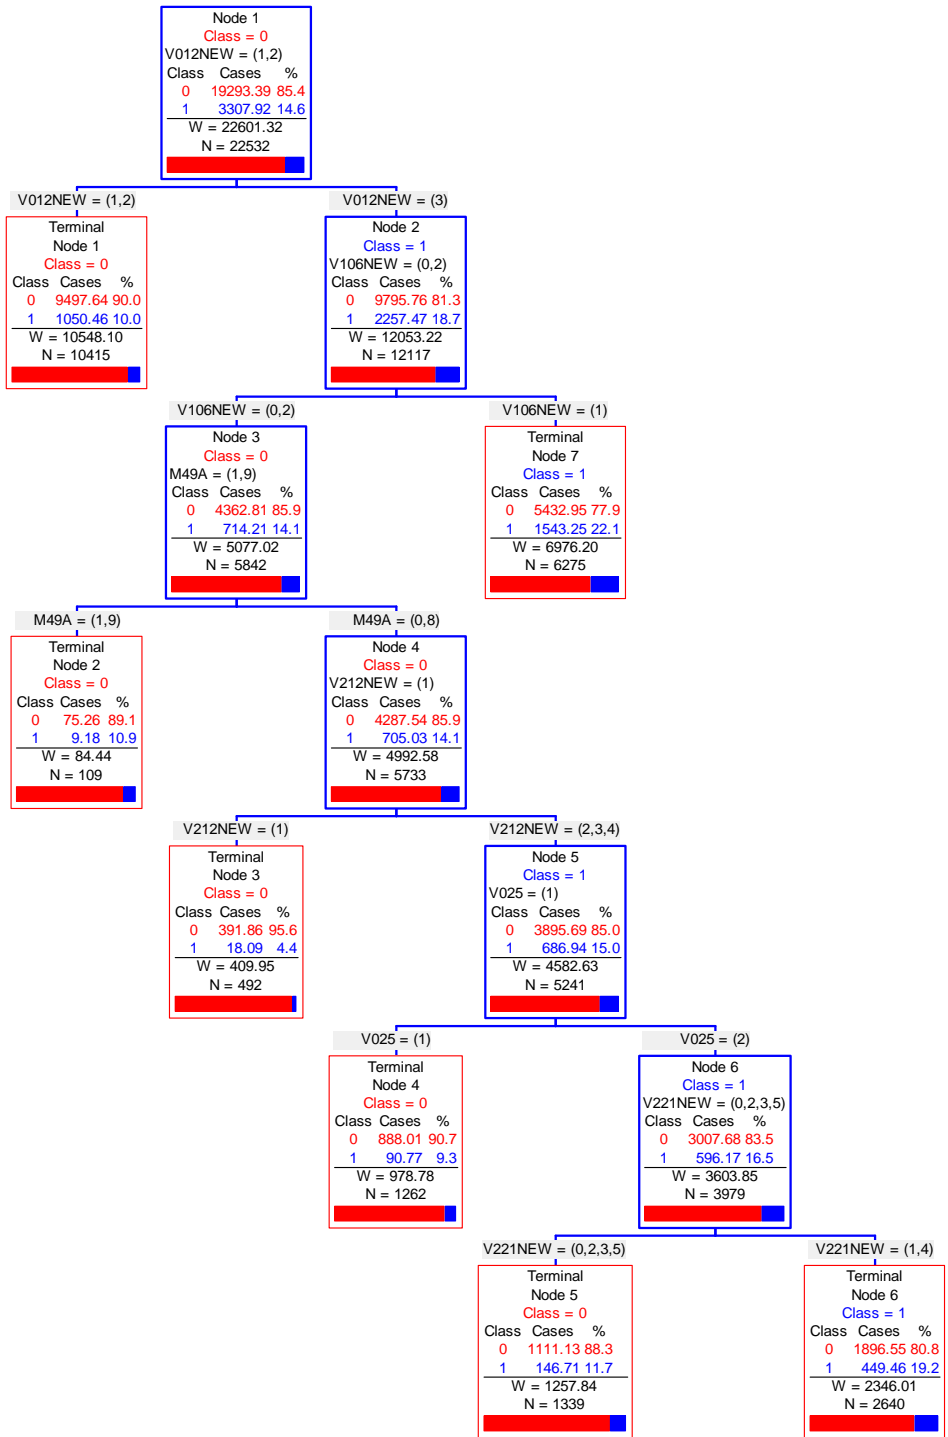 Node 1
Class = 0
V012NEW = (1,2)
Class Cases %
0 19293.39 85.4
1 3307.92 14.6
W = 22601.32
N = 22532
V012NEW = (1,2)
V012NEW = (3)
Terminal
Node 1
Class = 0
Class Cases %
0 9497.64 90.0
1 1050.46 10.0
W = 10548.10
N = 10415
Node 2
Class = 1
V106NEW = (0,2)
Class Cases %
0 9795.76 81.3
1 2257.47 18.7
W = 12053.22
N = 12117
V106NEW = (0,2)
V106NEW = (1)
Node 3
Class = 0
M49A = (1,9)
Class Cases %
0 4362.81 85.9
1 714.21 14.1
W = 5077.02
N = 5842
Terminal
Node 7
Class = 1
Class Cases %
0 5432.95 77.9
1 1543.25 22.1
W = 6976.20
N = 6275
M49A = (1,9)
M49A = (0,8)
Terminal
Node 2
Class = 0
Class Cases %
0 75.26 89.1
1 9.18 10.9
W = 84.44
N = 109
Node 4
Class = 0
V212NEW = (1)
Class Cases %
0 4287.54 85.9
1 705.03 14.1
W = 4992.58
N = 5733
V212NEW = (1)
V212NEW = (2,3,4)
Terminal
Node 3
Class = 0
Class Cases %
0 391.86 95.6
1 18.09 4.4
W = 409.95
N = 492
Node 5
Class = 1
V025 = (1)
Class Cases %
0 3895.69 85.0
1 686.94 15.0
W = 4582.63
N = 5241
V025 = (1)
V025 = (2)
Terminal
Node 4
Class = 0
Class Cases %
0 888.01 90.7
1 90.77 9.3
W = 978.78
N = 1262
Node 6
Class = 1
V221NEW = (0,2,3,5)
Class Cases %
0 3007.68 83.5
1 596.17 16.5
W = 3603.85
N = 3979
V221NEW = (0,2,3,5)
V221NEW = (1,4)
Terminal
Node 5
Class = 0
Class Cases %
0 1111.13 88.3
1 146.71 11.7
W = 1257.84
N = 1339
Terminal
Node 6
Class = 1
Class Cases %
0 1896.55 80.8
1 449.46 19.2
W = 2346.01
N = 2640